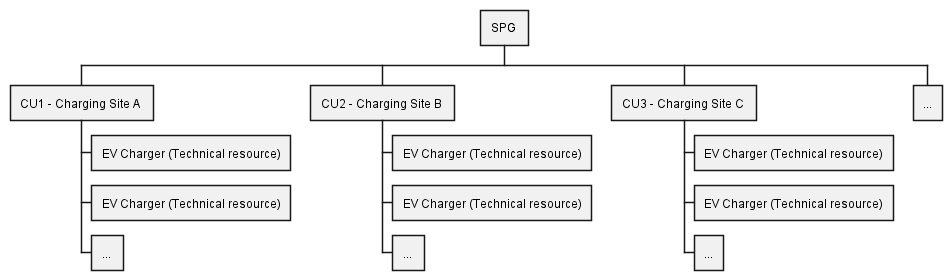 SPG
CU1 - Charging Site A
CU2 - Charging Site B
CU3 - Charging Site C
...
EV Charger (Technical resource)
EV Charger (Technical resource)
EV Charger (Technical resource)
EV Charger (Technical resource)
EV Charger (Technical resource)
EV Charger (Technical resource)
...
...
...